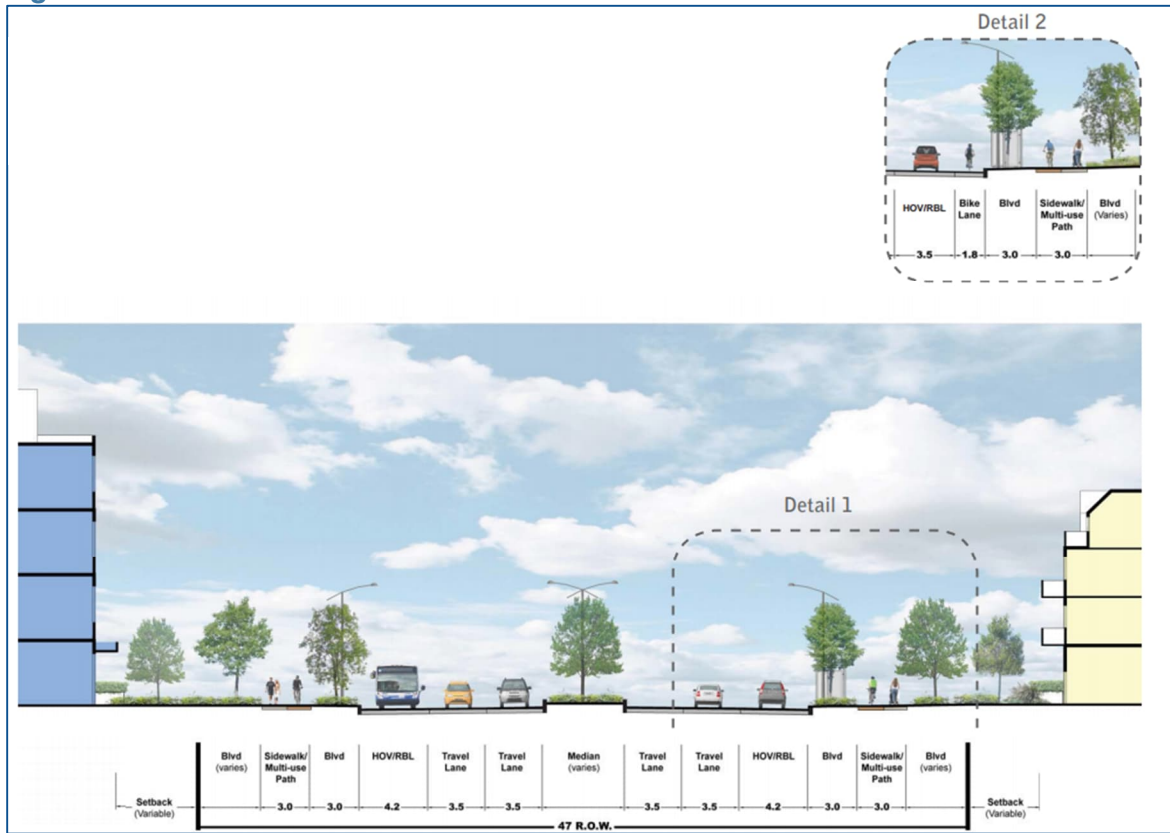 Detail 2
HOV/RBL
Bike
Lane
Blvd
Sidewalk/
Multi-use
Path
Blvd
(Varies)
3.5
1.8
3.0
3.0
Detail 1
Setback
(Variable)
Blvd
(varies)
Sidewalk/
Multi-use
Path
3.0
Blvd
3.0
HOV/RBL
4.2
Travel
Lane
3.5
Travel
Lane
3.5
Median
(varies)
Travel
Lane
3.5
Travel
Lane
3.5
HOV/RBL
4.2
Blvd
3.0
Sidewalk/
Multi-use
Path
3.0
Blvd
(varies)
Setback
(Variable)
47 R.O.W.